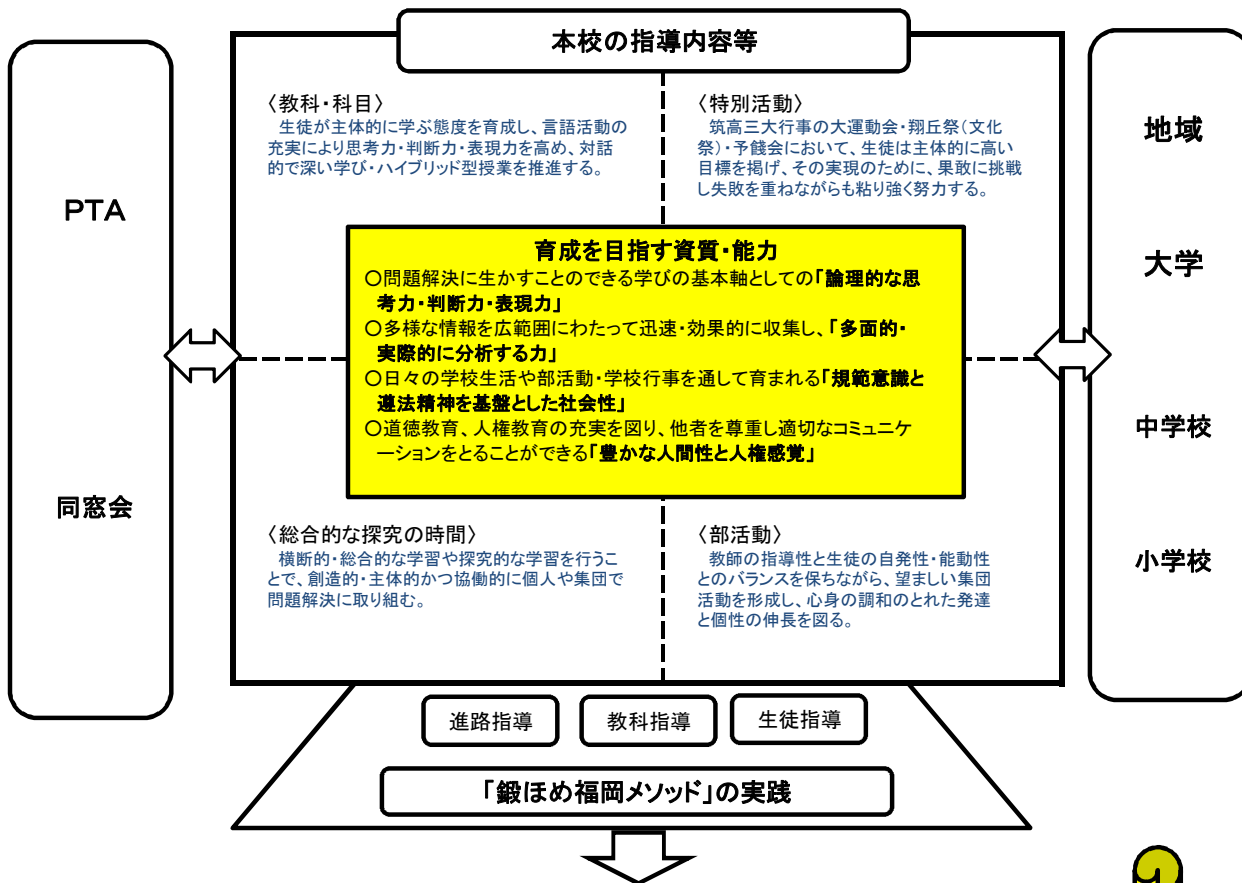 本校の指導内容等
PTA
同窓会
〈教科・科目〉
生徒が主体的に学ぶ態度を育成し、言語活動の
充実により思考力・判断力・表現力を高め、対話
的で深い学び・ハイブリッド型授業を推進する。
〈特別活動〉
筑高三大行事の大運動会・翔丘祭(文化
祭)・予餞会において、生徒は主体的に高い
目標を掲げ、その実現のために、果敢に挑戦
し失敗を重ねながらも粘り強く努力する。
育成を目指す資質・能力
○問題解決に生かすことのできる学びの基本軸としての「論理的な思
考力・判断力・表現力」
○多様な情報を広範囲にわたって迅速・効果的に収集し、「多面的・
実際的に分析する力」
○日々の学校生活や部活動・学校行事を通して育まれる「規範意識と
遵法精神を基盤とした社会性」
○道徳教育、人権教育の充実を図り、他者を尊重し適切なコミュニケ
ーションをとることができる「豊かな人間性と人権感覚」
〈総合的な探究の時間〉
横断的・総合的な学習や探究的な学習を行うこ
とで、創造的・主体的かつ協働的に個人や集団で
問題解決に取り組む。
〈部活動〉
教師の指導性と生徒の自発性・能動性
とのバランスを保ちながら、望ましい集団
活動を形成し、心身の調和のとれた発達
と個性の伸長を図る。
地域
大学
中学校
小学校
進路指導
教科指導
生徒指導
「鍛ほめ福岡メソッド」の実践